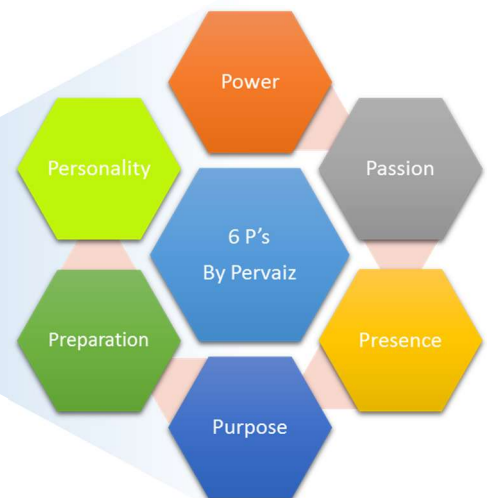 Power
Personality
Passion
6 P's
By Pervaiz
Preparation
Presence
Purpose